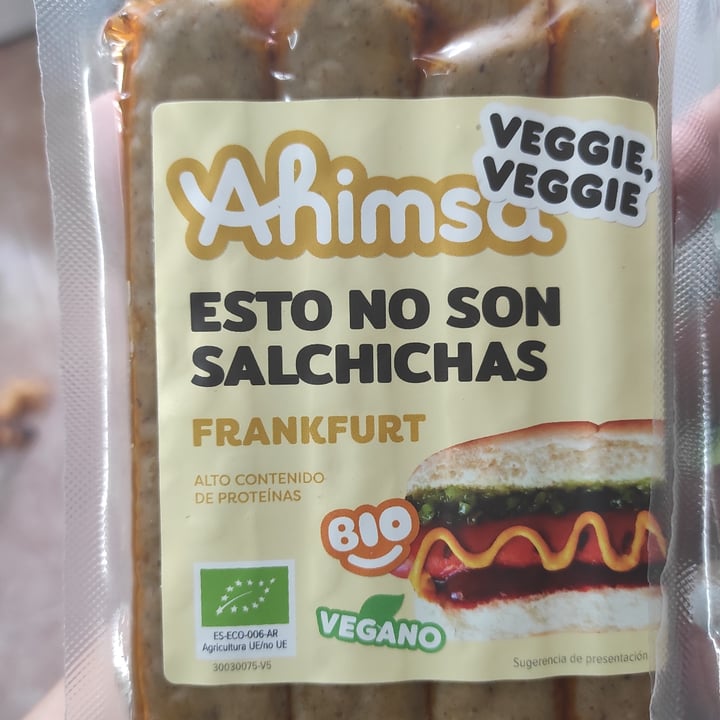 VEGGIE,
VEGGIE
Ahimsa
ESTO NO SON
SALCHICHAS
FRANKFURT
ALTO CONTENIDO
DE PROTEÍNAS
BIO
VEGANO
ES-ECO-006-AR
Agricultura UE/no UE
30030075-V5
Sugerencia de presentación